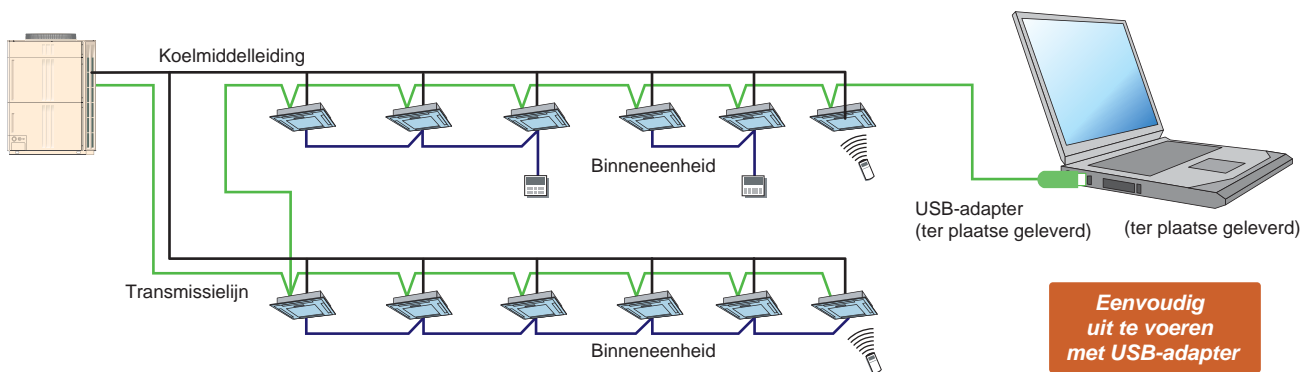 Koelmiddelleiding
Binneneenheid
USB-adapter
(ter plaatse geleverd)
(ter plaatse geleverd)
Transmissielijn
Binneneenheid
Eenvoudig
uit te voeren
met USB-adapter